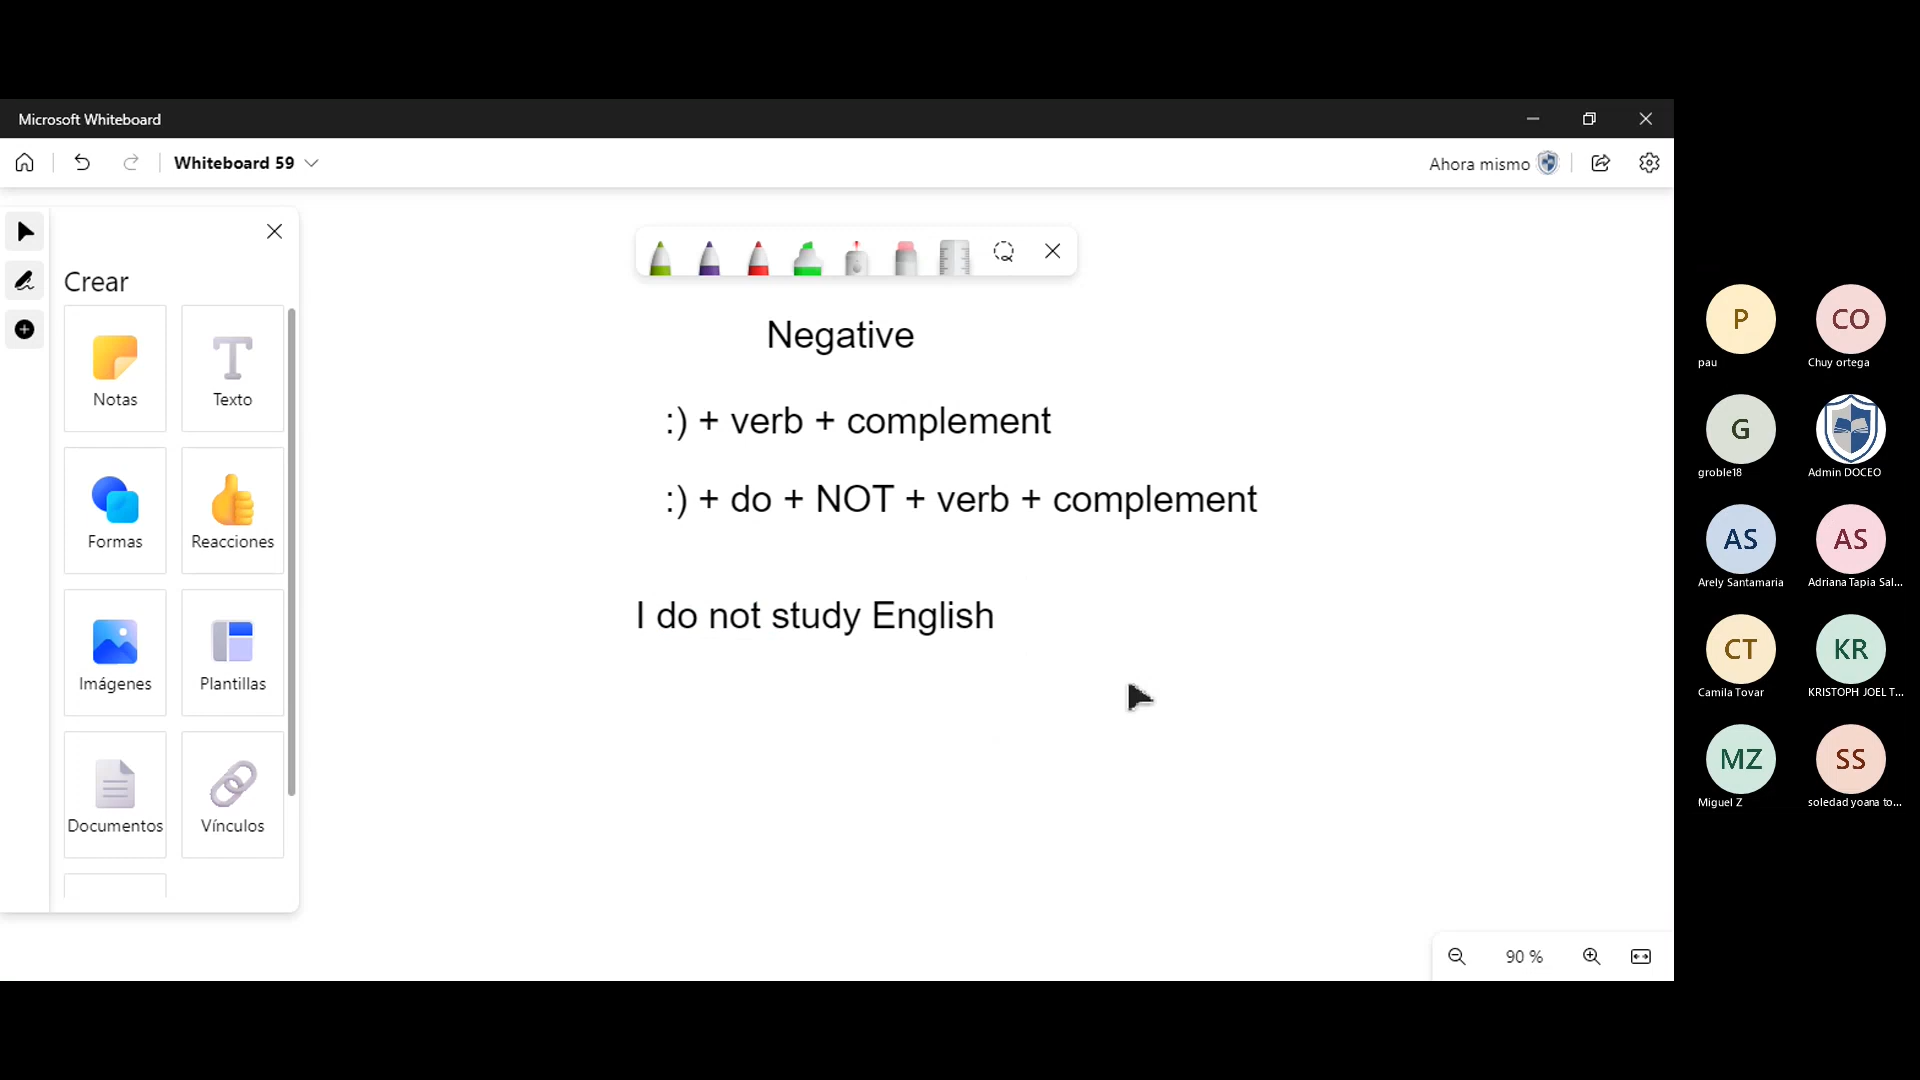 Microsoft Whiteboard
Whiteboard 59
Ahora mismo
Crear
Notas
Texto
Formas
Reacciones
Imágenes
Plantillas
Documentos
Vínculos
Negative
:) + verb + complement
:) + do + NOT + verb + complement
I do not study English
90 %
P
pau
CO
Chuy ortega
G
groble18
Admin DOCEO
AS
Arely Santamaria
AS
Adriana Tapia Sal...
CT
Camila Tovar
KR
KRISTOPH JOEL T...
MZ
Miguel Z
SS
soledad yoana to...